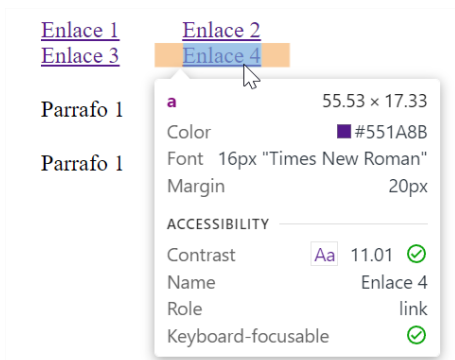 Enlace 1 Enlace 2
Enlace 3 Enlace 4
Parrafo 1
Parrafo 1
a 55.53 × 17.33
Color #551A8B
Font 16px "Times New Roman"
Margin 20px
ACCESSIBILITY
Contrast Aa 11.01
Name Enlace 4
Role link
Keyboard-focusable